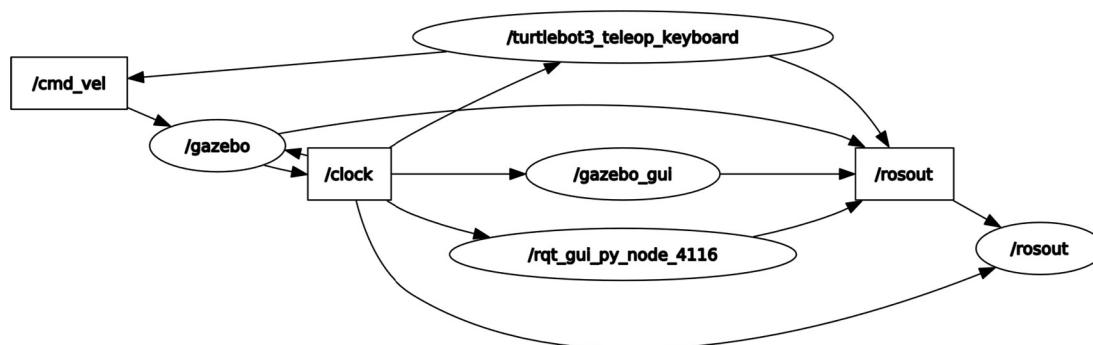 /turtlebot3_teleop_keyboard
/cmd_vel
/gazebo
/clock
/gazebo_gui
/rosout
/rqt_gui_py_node_4116
/rosout